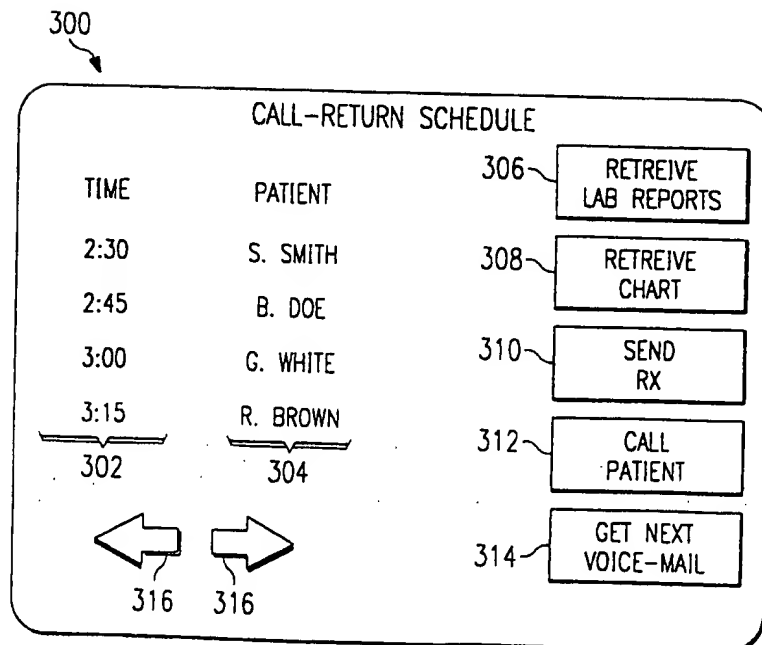 300
CALL-RETURN SCHEDULE
TIME PATIENT
2:30 S. SMITH
2:45 B. DOE
3:00 G. WHITE
3:15 R. BROWN
302 304
316 316
306 RETREIVE
LAB REPORTS
308 RETREIVE
CHART
310 SEND
RX
312 CALL
PATIENT
314 GET NEXT
VOICE-MAIL